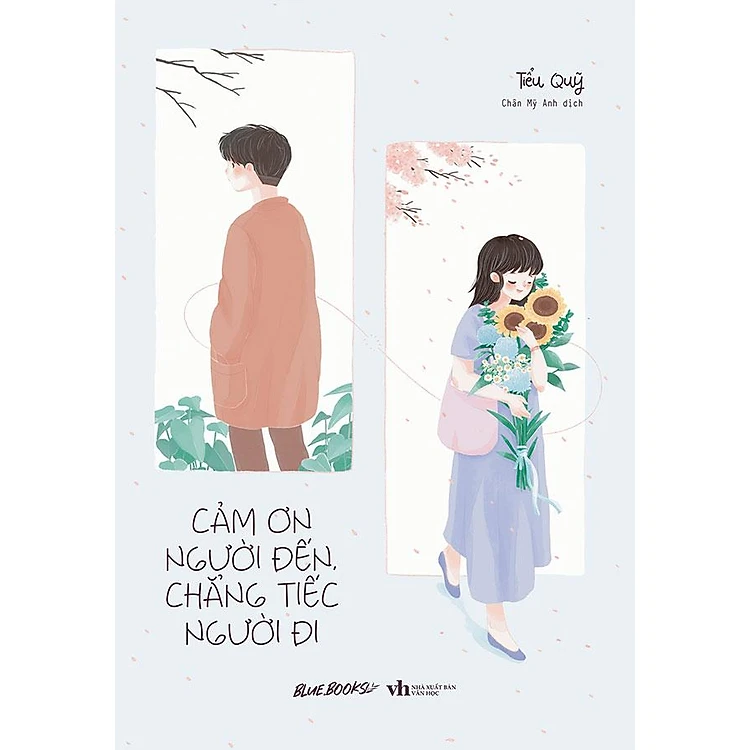 Tiểu Quỹ
Chân Mỹ Anh dịch
CẢM ƠN
NGƯỜI ĐẾN,
CHẲNG TIẾC
NGƯỜI ĐI
BLUE.BOOKS
vh NHÀ XUẤT BẢN
VĂN HỌC